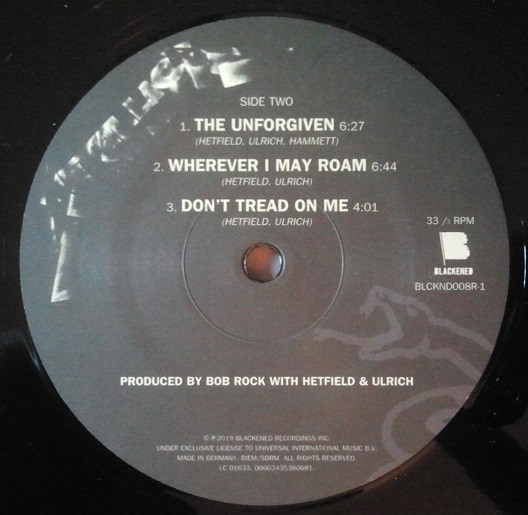 SIDE TWO
1. THE UNFORGIVEN 6:27
(HETFIELD, ULRICH, HAMMETT)
2. WHEREVER I MAY ROAM 6:44
(HETFIELD, ULRICH)
3. DON'T TREAD ON ME 4:01
(HETFIELD, ULRICH)
33 /3 RPM
B
BLACKENED
BLCKND008R-1
PRODUCED BY BOB ROCK WITH HETFIELD & ULRICH
© ℗ 2019 BLACKENED RECORDINGS INC.
UNDER EXCLUSIVE LICENSE TO UNIVERSAL INTERNATIONAL MUSIC B.V.
MADE IN GERMANY. BIEM/SDRM. ALL RIGHTS RESERVED.
LC 01633. 00602435380681.